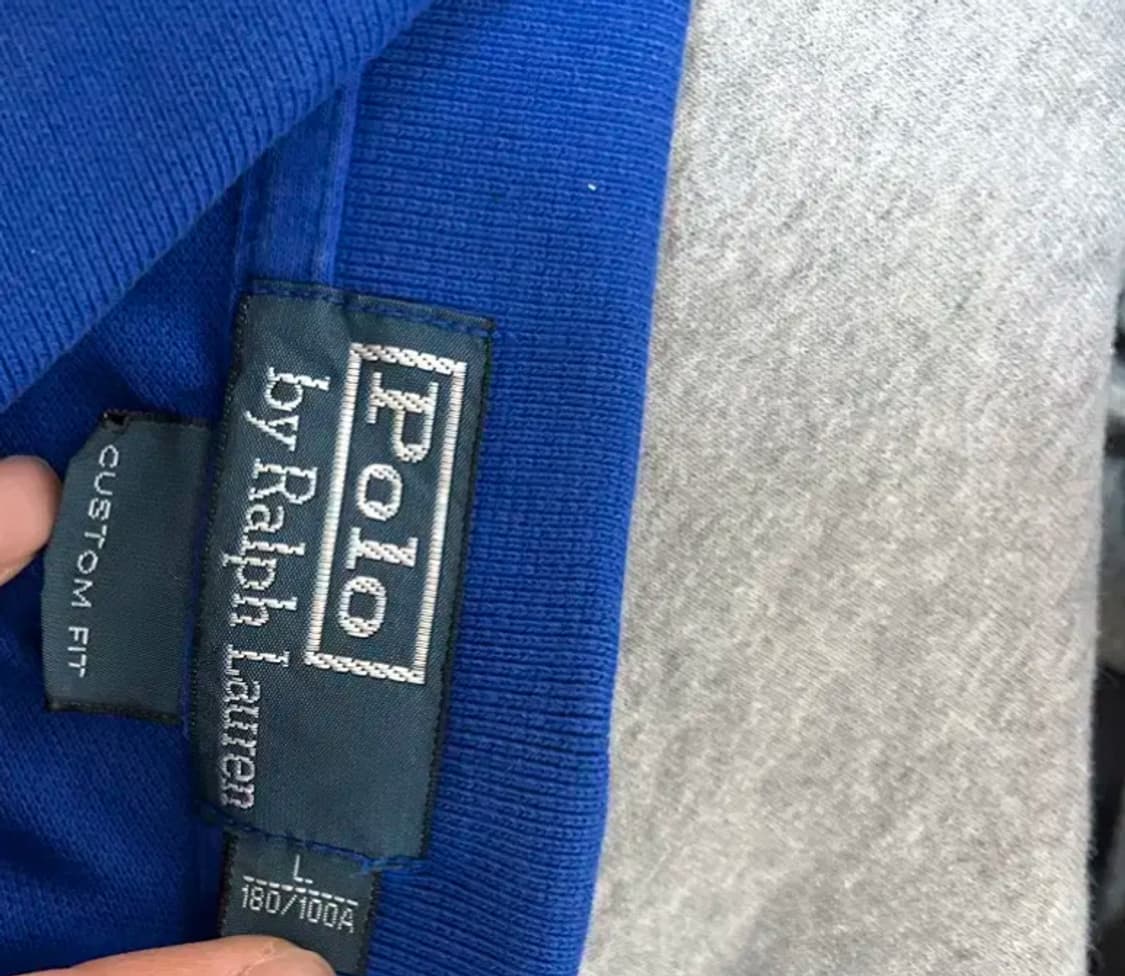 Polo
by Ralph Lauren
CUSTOM FIT
L
180/100A